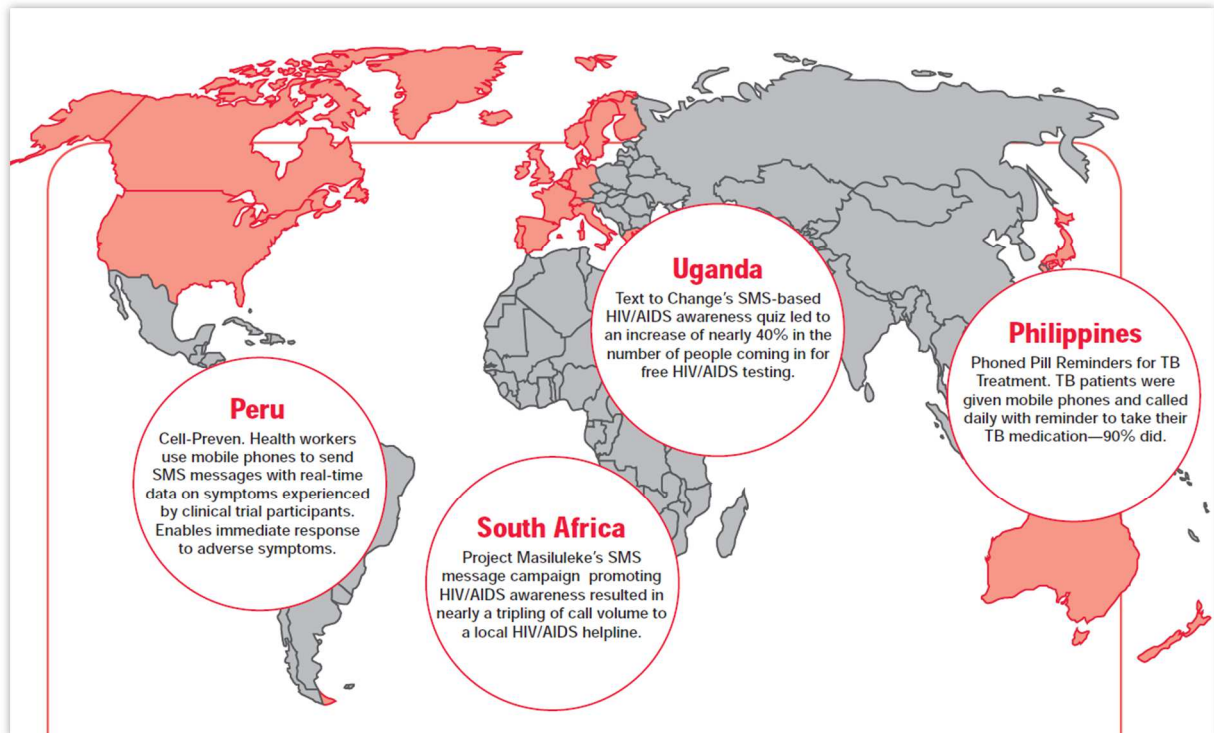 Uganda
Text to Change's SMS-based
HIV/AIDS awareness quiz led to
an increase of nearly 40% in the
number of people coming in for
free HIV/AIDS testing.
Philippines
Phoned Pill Reminders for TB
Treatment. TB patients were
given mobile phones and called
daily with reminder to take their
TB medication—90% did.
Peru
Cell-Preven. Health workers
use mobile phones to send
SMS messages with real-time
data on symptoms experienced
by clinical trial participants.
Enables immediate response
to adverse symptoms.
South Africa
Project Masiluleke's SMS
message campaign promoting
HIV/AIDS awareness resulted in
nearly a tripling of call volume to
a local HIV/AIDS helpline.